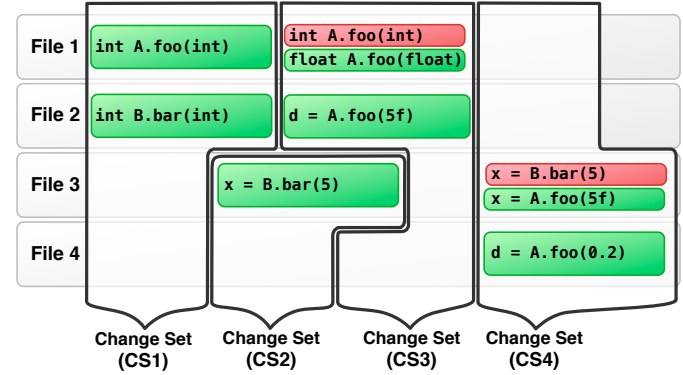 File 1
int A.foo(int)
int A.foo(int)
float A.foo(float)
File 2
int B.bar(int)
d = A.foo(5f)
File 3
x = B.bar(5)
x = B.bar(5)
x = A.foo(5f)
File 4
d = A.foo(0.2)
Change Set
(CS1)
Change Set
(CS2)
Change Set
(CS3)
Change Set
(CS4)